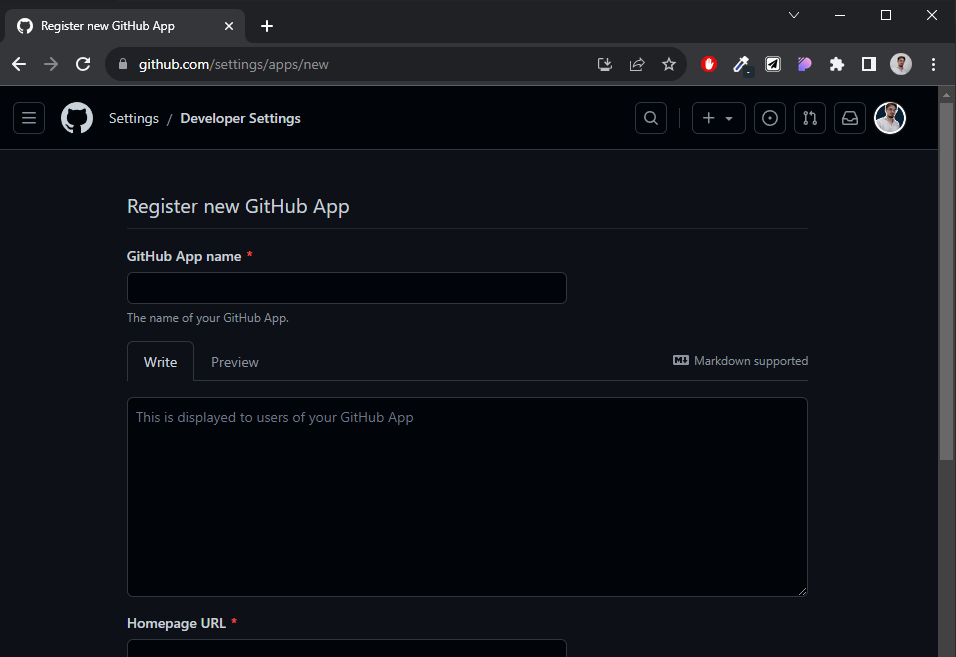 Register new GitHub App
github.com/settings/apps/new
Settings / Developer Settings
Register new GitHub App
GitHub App name *
The name of your GitHub App.
Write Preview Markdown supported
This is displayed to users of your GitHub App
Homepage URL *